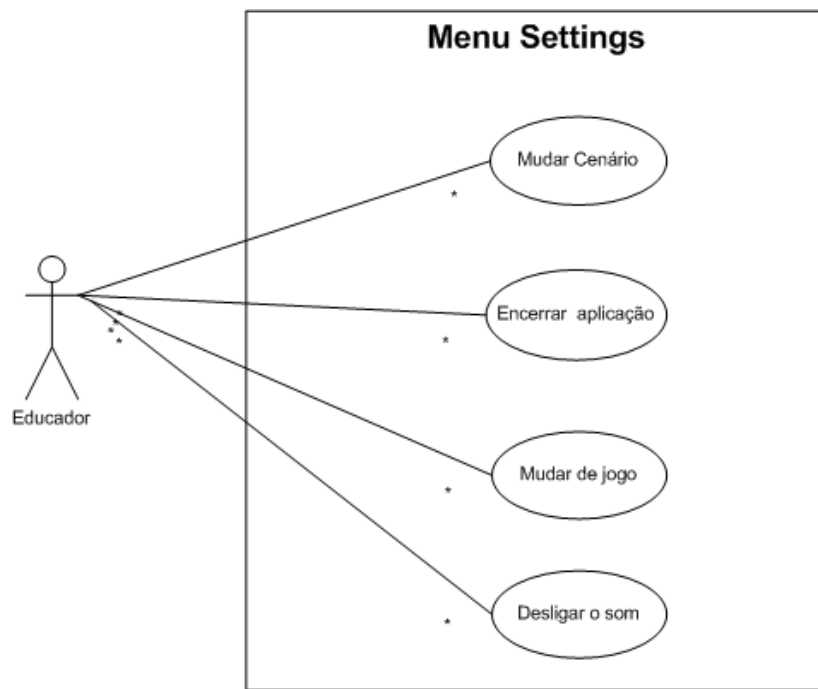 Menu Settings
Mudar Cenário
*
Encerrar aplicação
*
*
*
*
*
Educador
Mudar de jogo
*
Desligar o som
*